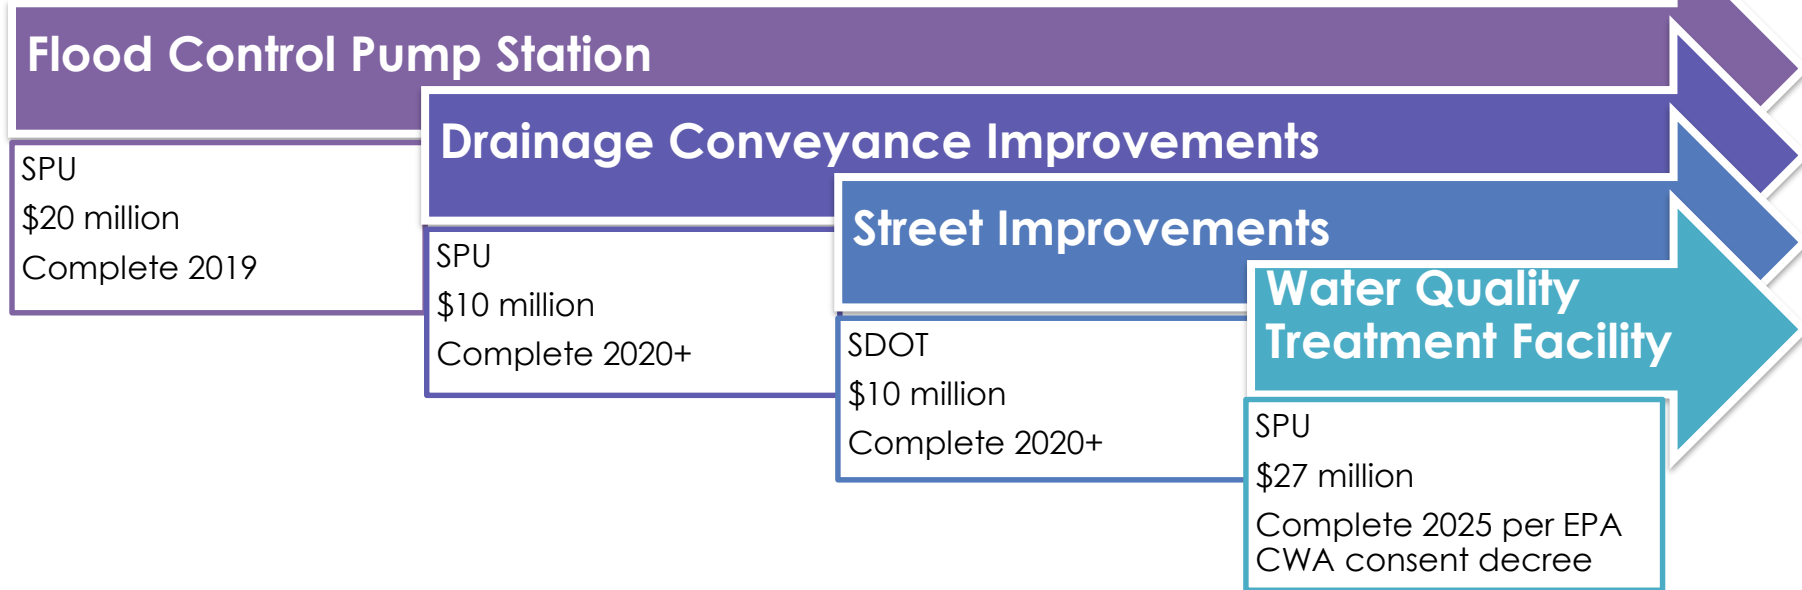 Flood Control Pump Station
SPU
$20 million
Complete 2019
Drainage Conveyance Improvements
SPU
$10 million
Complete 2020+
Street Improvements
SDOT
$10 million
Complete 2020+
Water Quality
Treatment Facility
SPU
$27 million
Complete 2025 per EPA
CWA consent decree